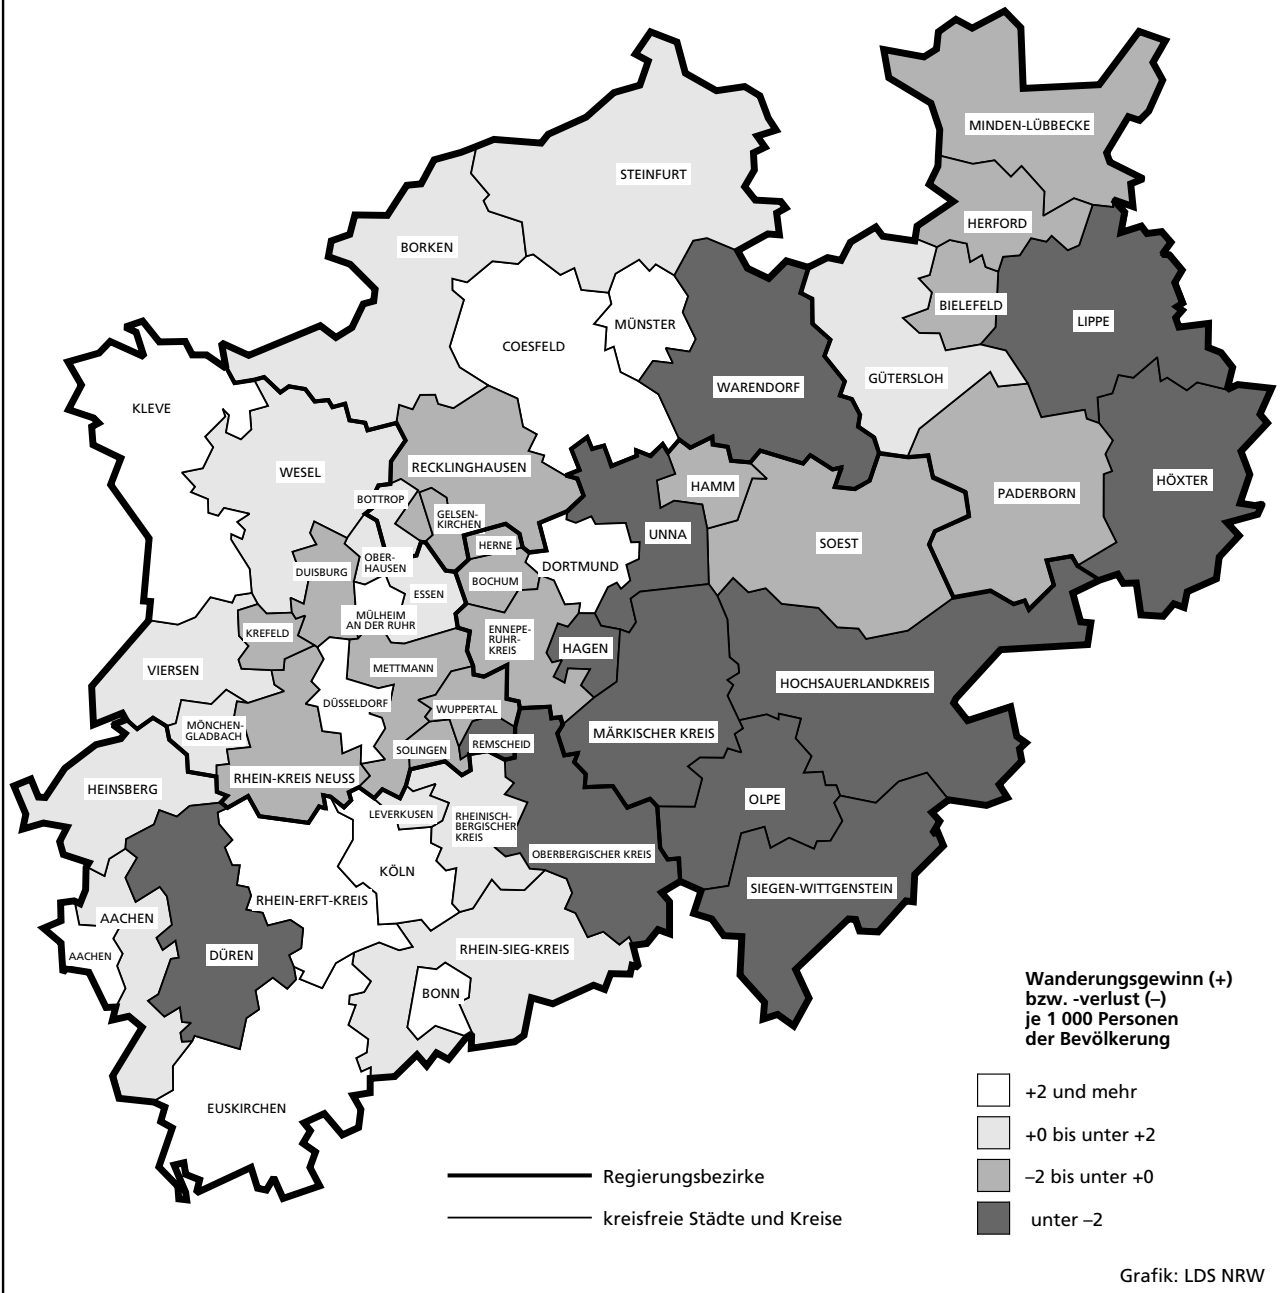 MINDEN-LÜBBECKE
STEINFURT
HERFORD
BORKEN
BIELEFELD
LIPPE
MÜNSTER
COESFELD
GÜTERSLOH
WARENDORF
KLEVE
RECKLINGHAUSEN
WESEL
HÖXTER
HAMM
PADERBORN
BOTTROP
GELSEN-
KIRCHEN
UNNA
SOEST
HERNE
OBER-
HAUSEN
DORTMUND
DUISBURG
BOCHUM
ESSEN
MÜLHEIM
AN DER RUHR
KREFELD
ENNEPE-
RUHR-
KREIS
HAGEN
VIERSEN
METTMANN
HOCHSAUERLANDKREIS
DÜSSELDORF
WUPPERTAL
MÖNCHEN-
GLADBACH
MÄRKISCHER KREIS
SOLINGEN
REMSCHEID
RHEIN-KREIS NEUSS
HEINSBERG
OLPE
LEVERKUSEN
RHEINISCH-
BERGISCHER
KREIS
OBERBERGISCHER KREIS
KÖLN
SIEGEN-WITTGENSTEIN
RHEIN-ERFT-KREIS
AACHEN
RHEIN-SIEG-KREIS
AACHEN
DÜREN
BONN
EUSKIRCHEN
Wanderungsgewinn (+)
bzw. -verlust (–)
je 1 000 Personen
der Bevölkerung
+2 und mehr
+0 bis unter +2
–2 bis unter +0
unter –2
Regierungsbezirke
kreisfreie Städte und Kreise
Grafik: LDS NRW